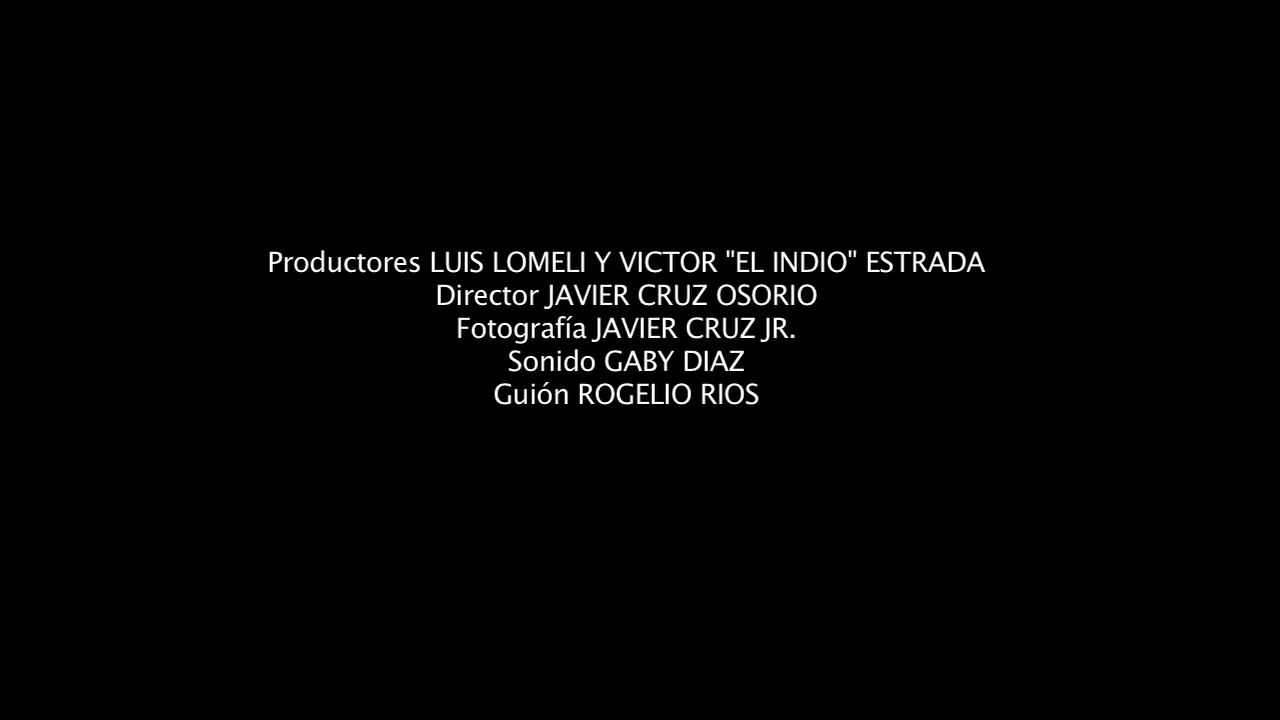 Productores LUIS LOMELI Y VICTOR "EL INDIO" ESTRADA
Director JAVIER CRUZ OSORIO
Fotografía JAVIER CRUZ JR.
Sonido GABY DIAZ
Guión ROGELIO RIOS